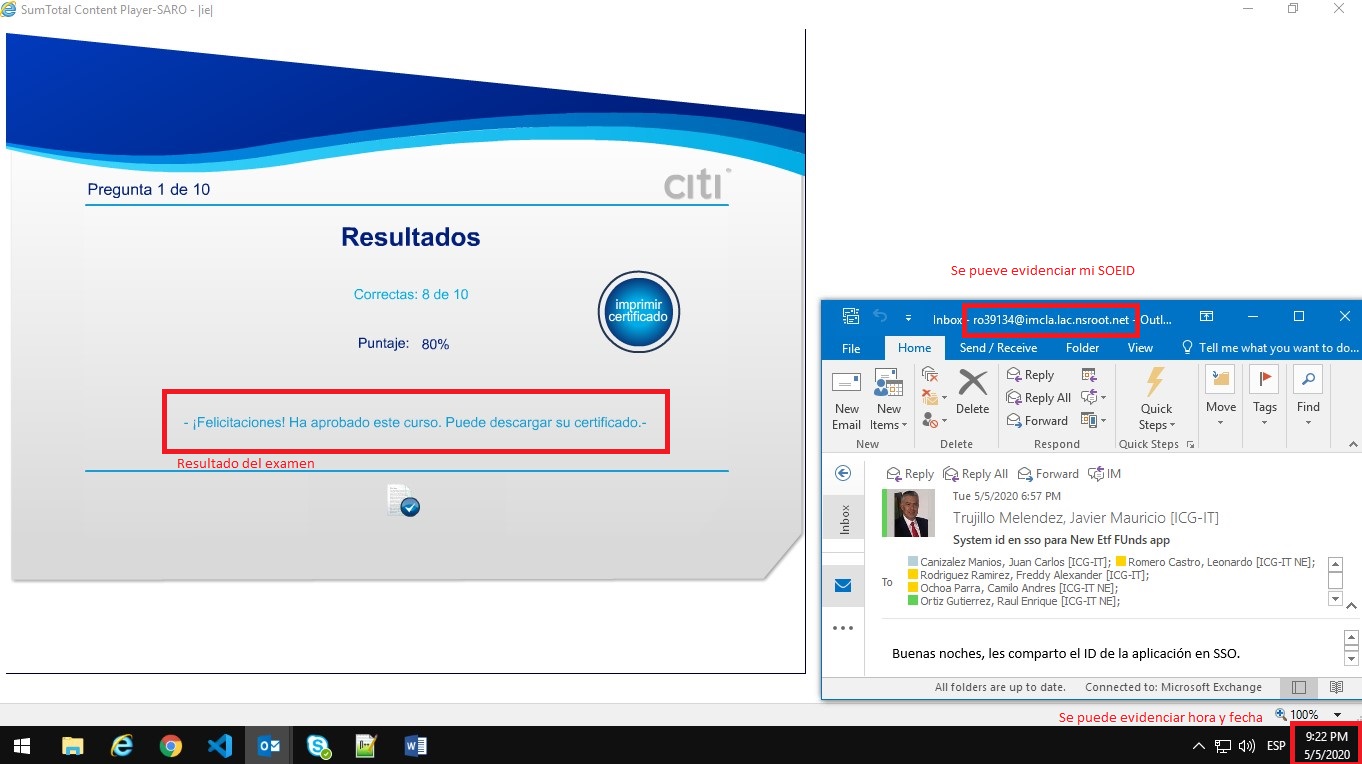 SumTotal Content Player-SARO - |ie|
Pregunta 1 de 10
citi
Resultados
Correctas: 8 de 10
imprimir
certificado
Puntaje: 80%
- ¡Felicitaciones! Ha aprobado este curso. Puede descargar su certificado.-
Resultado del examen
Se pueve evidenciar mi SOEID
Inbox - ro39134@imcla.lac.nsroot.net - Outl...
File Home Send / Receive Folder View Tell me what you want to do...
New
Email
New
Items
Delete
Reply
Reply All
Forward
Quick
Steps
Move
Tags
Find
New Delete Respond Quick Steps
Reply Reply All Forward IM
Inbox
Tue 5/5/2020 6:57 PM
Trujillo Melendez, Javier Mauricio [ICG-IT]
System id en sso para New Etf FUnds app
To
Canizalez Manios, Juan Carlos [ICG-IT]; Romero Castro, Leonardo [ICG-IT NE];
Rodriguez Ramirez, Freddy Alexander [ICG-IT];
Ochoa Parra, Camilo Andres [ICG-IT NE];
Ortiz Gutierrez, Raul Enrique [ICG-IT NE];
Buenas noches, les comparto el ID de la aplicación en SSO.
All folders are up to date. Connected to: Microsoft Exchange
Se puede evidenciar hora y fecha
100%
ESP
9:22 PM
5/5/2020